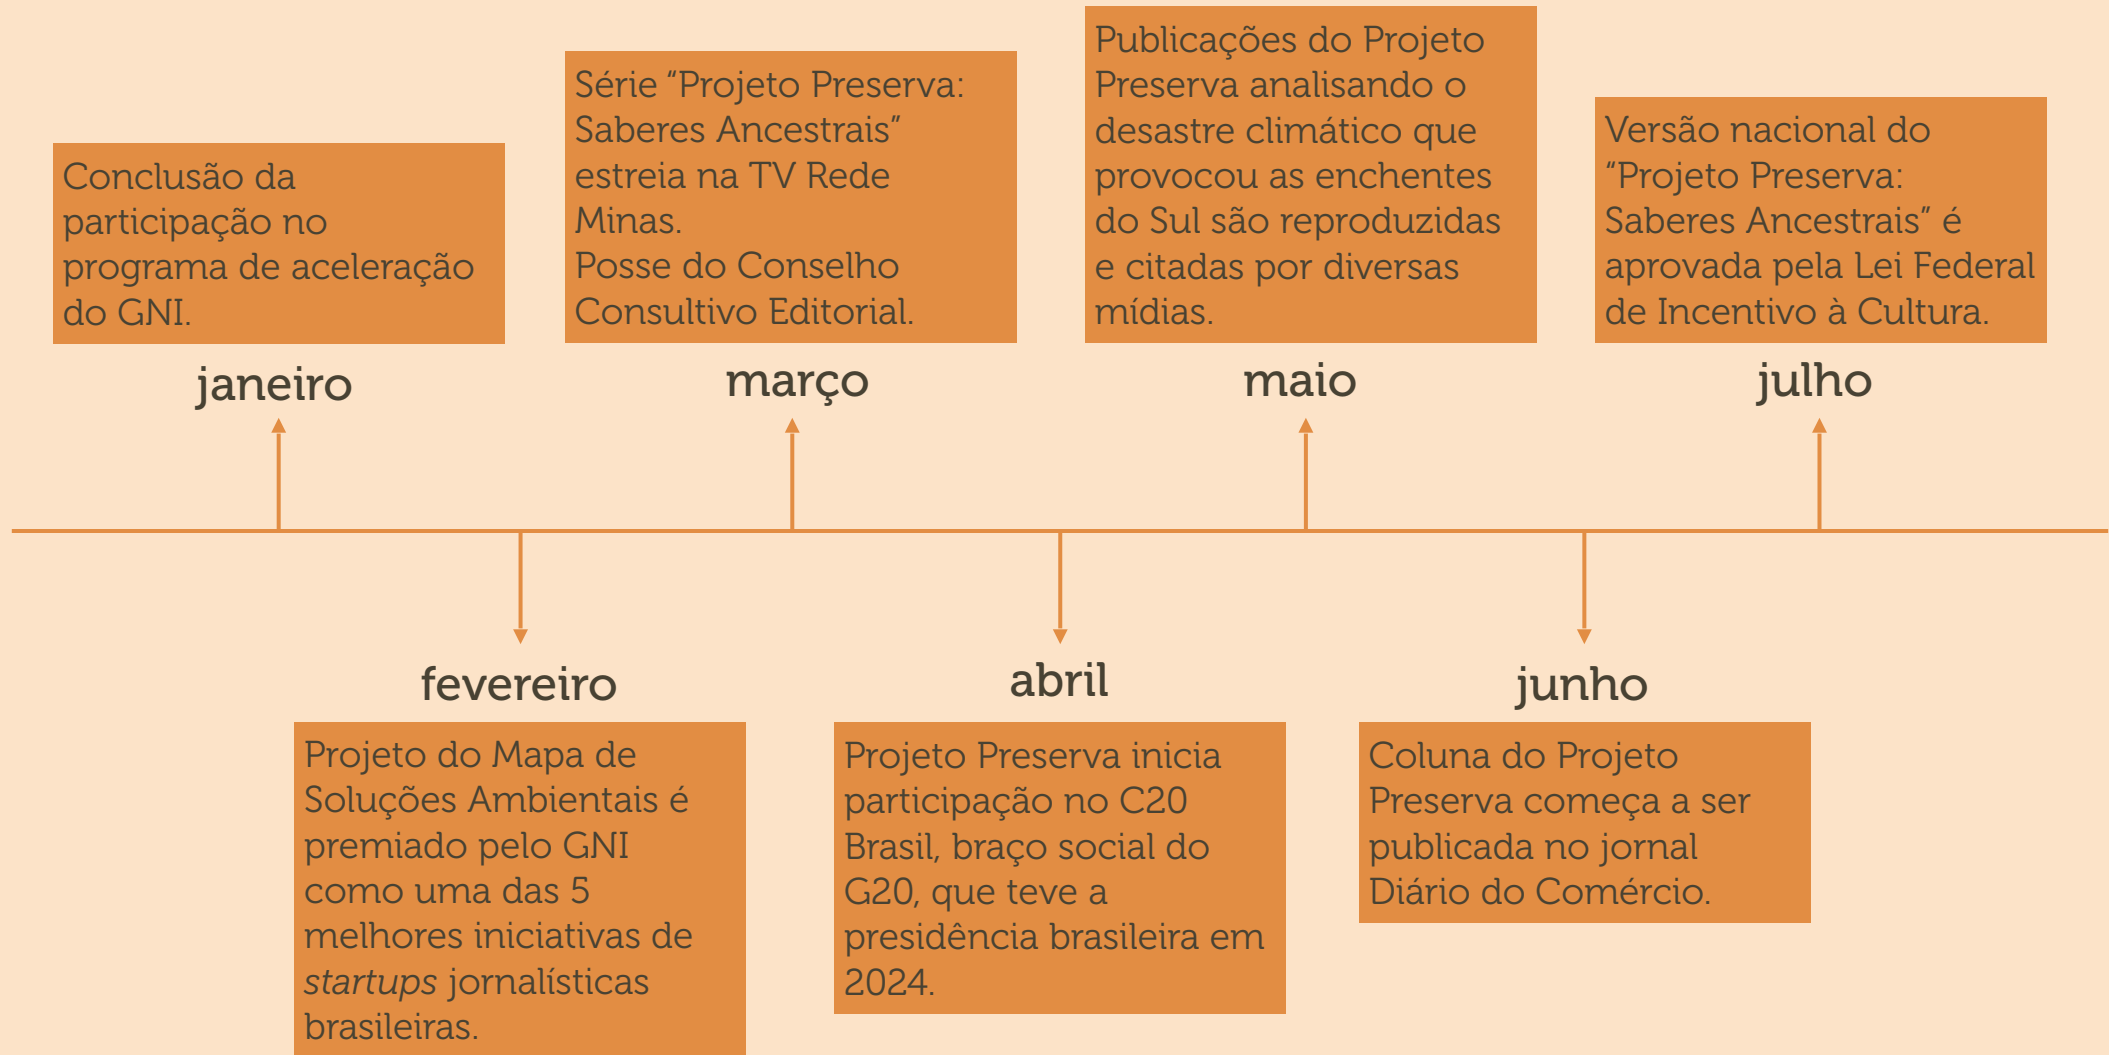 Conclusão da
participação no
programa de aceleração
do GNI.
janeiro
Projeto do Mapa de
Soluções Ambientais é
premiado pelo GNI
como uma das 5
melhores iniciativas de
startups jornalísticas
brasileiras.
fevereiro
Série “Projeto Preserva:
Saberes Ancestrais”
estreia na TV Rede
Minas.
Posse do Conselho
Consultivo Editorial.
março
abril
Projeto Preserva inicia
participação no C20
Brasil, braço social do
G20, que teve a
presidência brasileira em
2024.
Publicações do Projeto
Preserva analisando o
desastre climático que
provocou as enchentes
do Sul são reproduzidas
e citadas por diversas
mídias.
maio
junho
Coluna do Projeto
Preserva começa a ser
publicada no jornal
Diário do Comércio.
Versão nacional do
“Projeto Preserva:
Saberes Ancestrais” é
aprovada pela Lei Federal
de Incentivo à Cultura.
julho